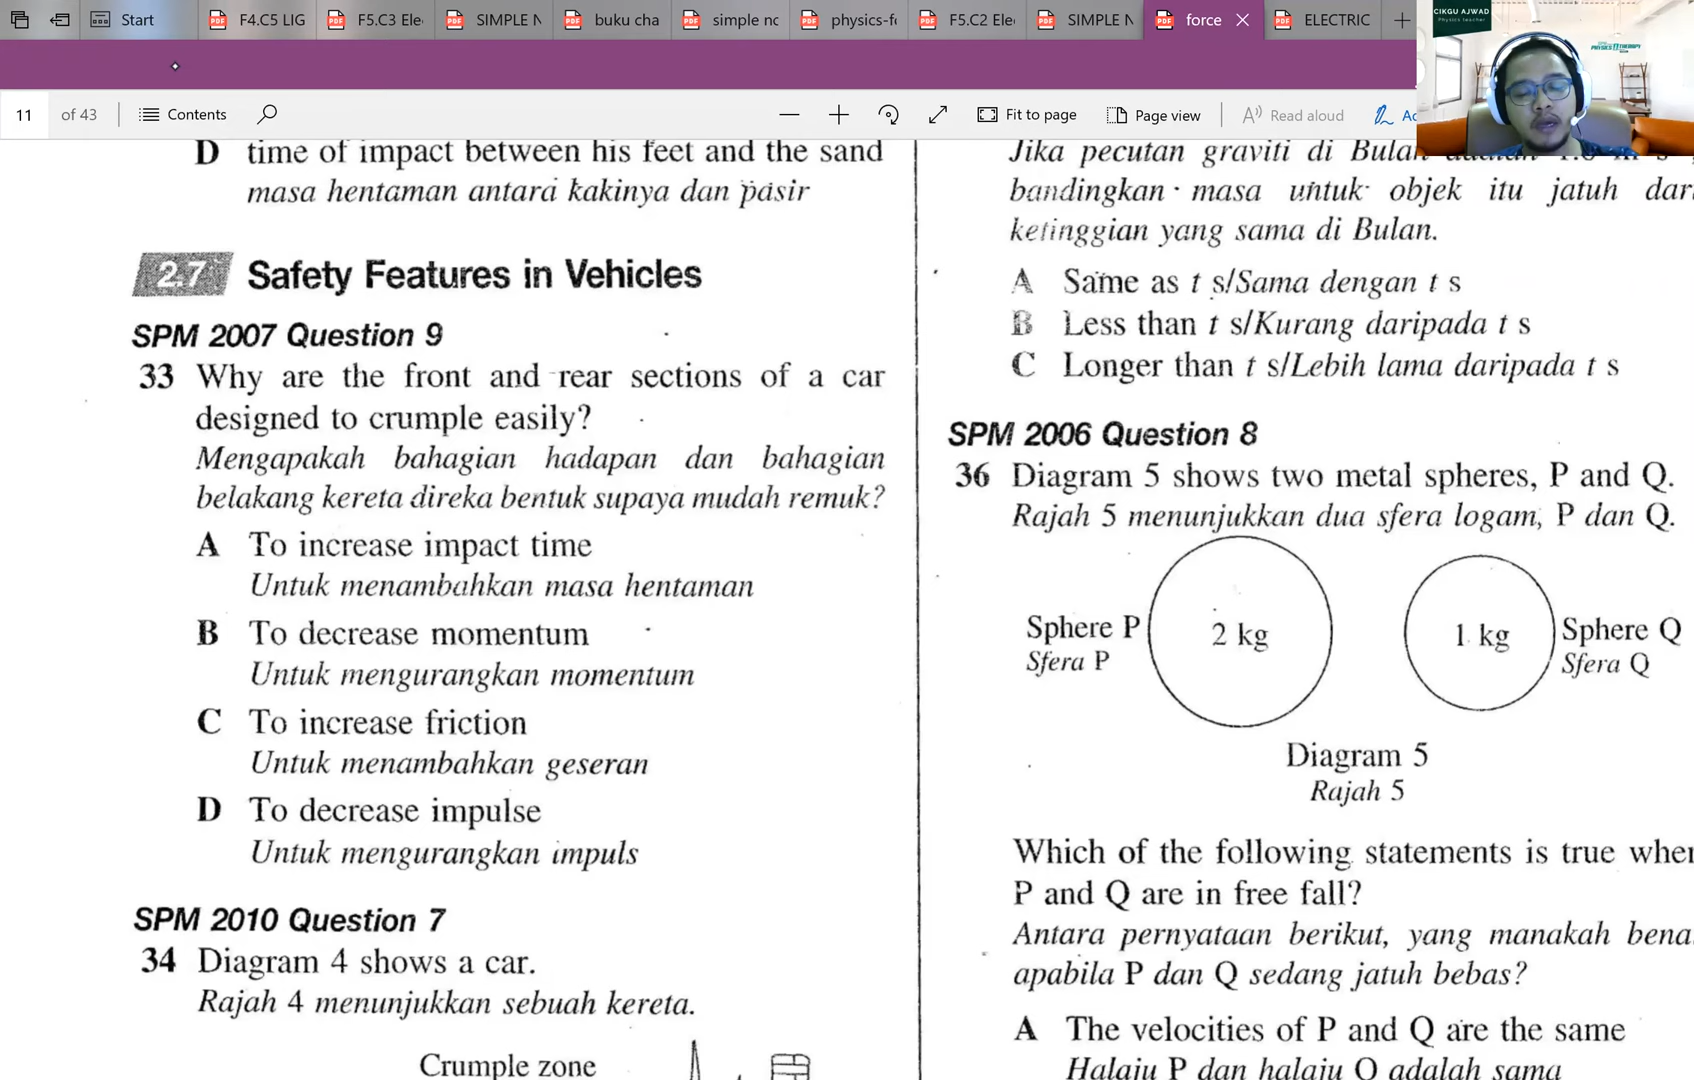 Start
F4.C5 LIG
F5.C3 Ele
SIMPLE N
buku cha
simple nc
physics-f
F5.C2 Ele
SIMPLE N
force
ELECTRIC
CIKGU AJWAD
Physics teacher
PHYSICS THERAPY
11 of 43
Contents
Fit to page
Page view
Read aloud
D time of impact between his feet and the sand
masa hentaman antara kakinya dan pasir
2.7 Safety Features in Vehicles
SPM 2007 Question 9
33 Why are the front and rear sections of a car
designed to crumple easily?
Mengapakah bahagian hadapan dan bahagian
belakang kereta direka bentuk supaya mudah remuk?
A To increase impact time
Untuk menambahkan masa hentaman
B To decrease momentum
Untuk mengurangkan momentum
C To increase friction
Untuk menambahkan geseran
D To decrease impulse
Untuk mengurangkan impuls
SPM 2010 Question 7
34 Diagram 4 shows a car.
Rajah 4 menunjukkan sebuah kereta.
Crumple zone
Jika pecutan graviti di Bulan
bandingkan masa untuk objek itu jatuh dar
ketinggian yang sama di Bulan.
A Same as t s/Sama dengan t s
B Less than t s/Kurang daripada t s
C Longer than t s/Lebih lama daripada t s
SPM 2006 Question 8
36 Diagram 5 shows two metal spheres, P and Q.
Rajah 5 menunjukkan dua sfera logam, P dan Q.
Sphere P
Sfera P
2 kg
1 kg
Sphere Q
Sfera Q
Diagram 5
Rajah 5
Which of the following statements is true when
P and Q are in free fall?
Antara pernyataan berikut, yang manakah bena
apabila P dan Q sedang jatuh bebas?
A The velocities of P and Q are the same
Halaju P dan halaju Q adalah sama